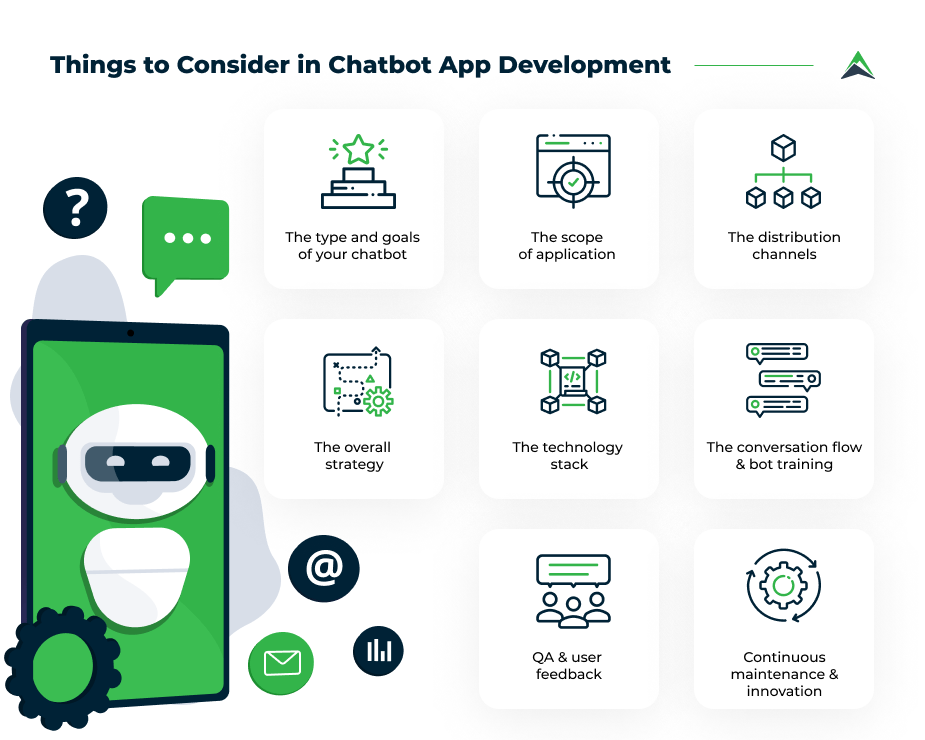 Things to Consider in Chatbot App Development
?
The type and goals
of your chatbot
The scope
of application
The distribution
channels
The overall
strategy
</>
The technology
stack
The conversation flow
& bot training
@
QA & user
feedback
Continuous
maintenance &
innovation